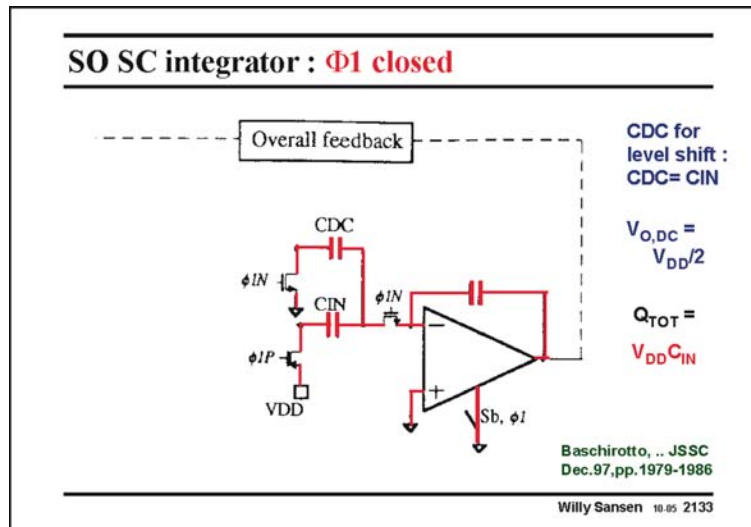 SO SC integrator : Φ1 closed
Overall feedback
CDC for
level shift :
CDC= CIN
CDC
VO,DC =
VDD/2
ϕ1N
CIN
ϕ1N
QTOT =
VDDCIN
ϕ1P
VDD
Sb, ϕ1
Baschirotto, .. JSSC
Dec.97,pp.1979-1986
Willy Sansen 10-05 2133